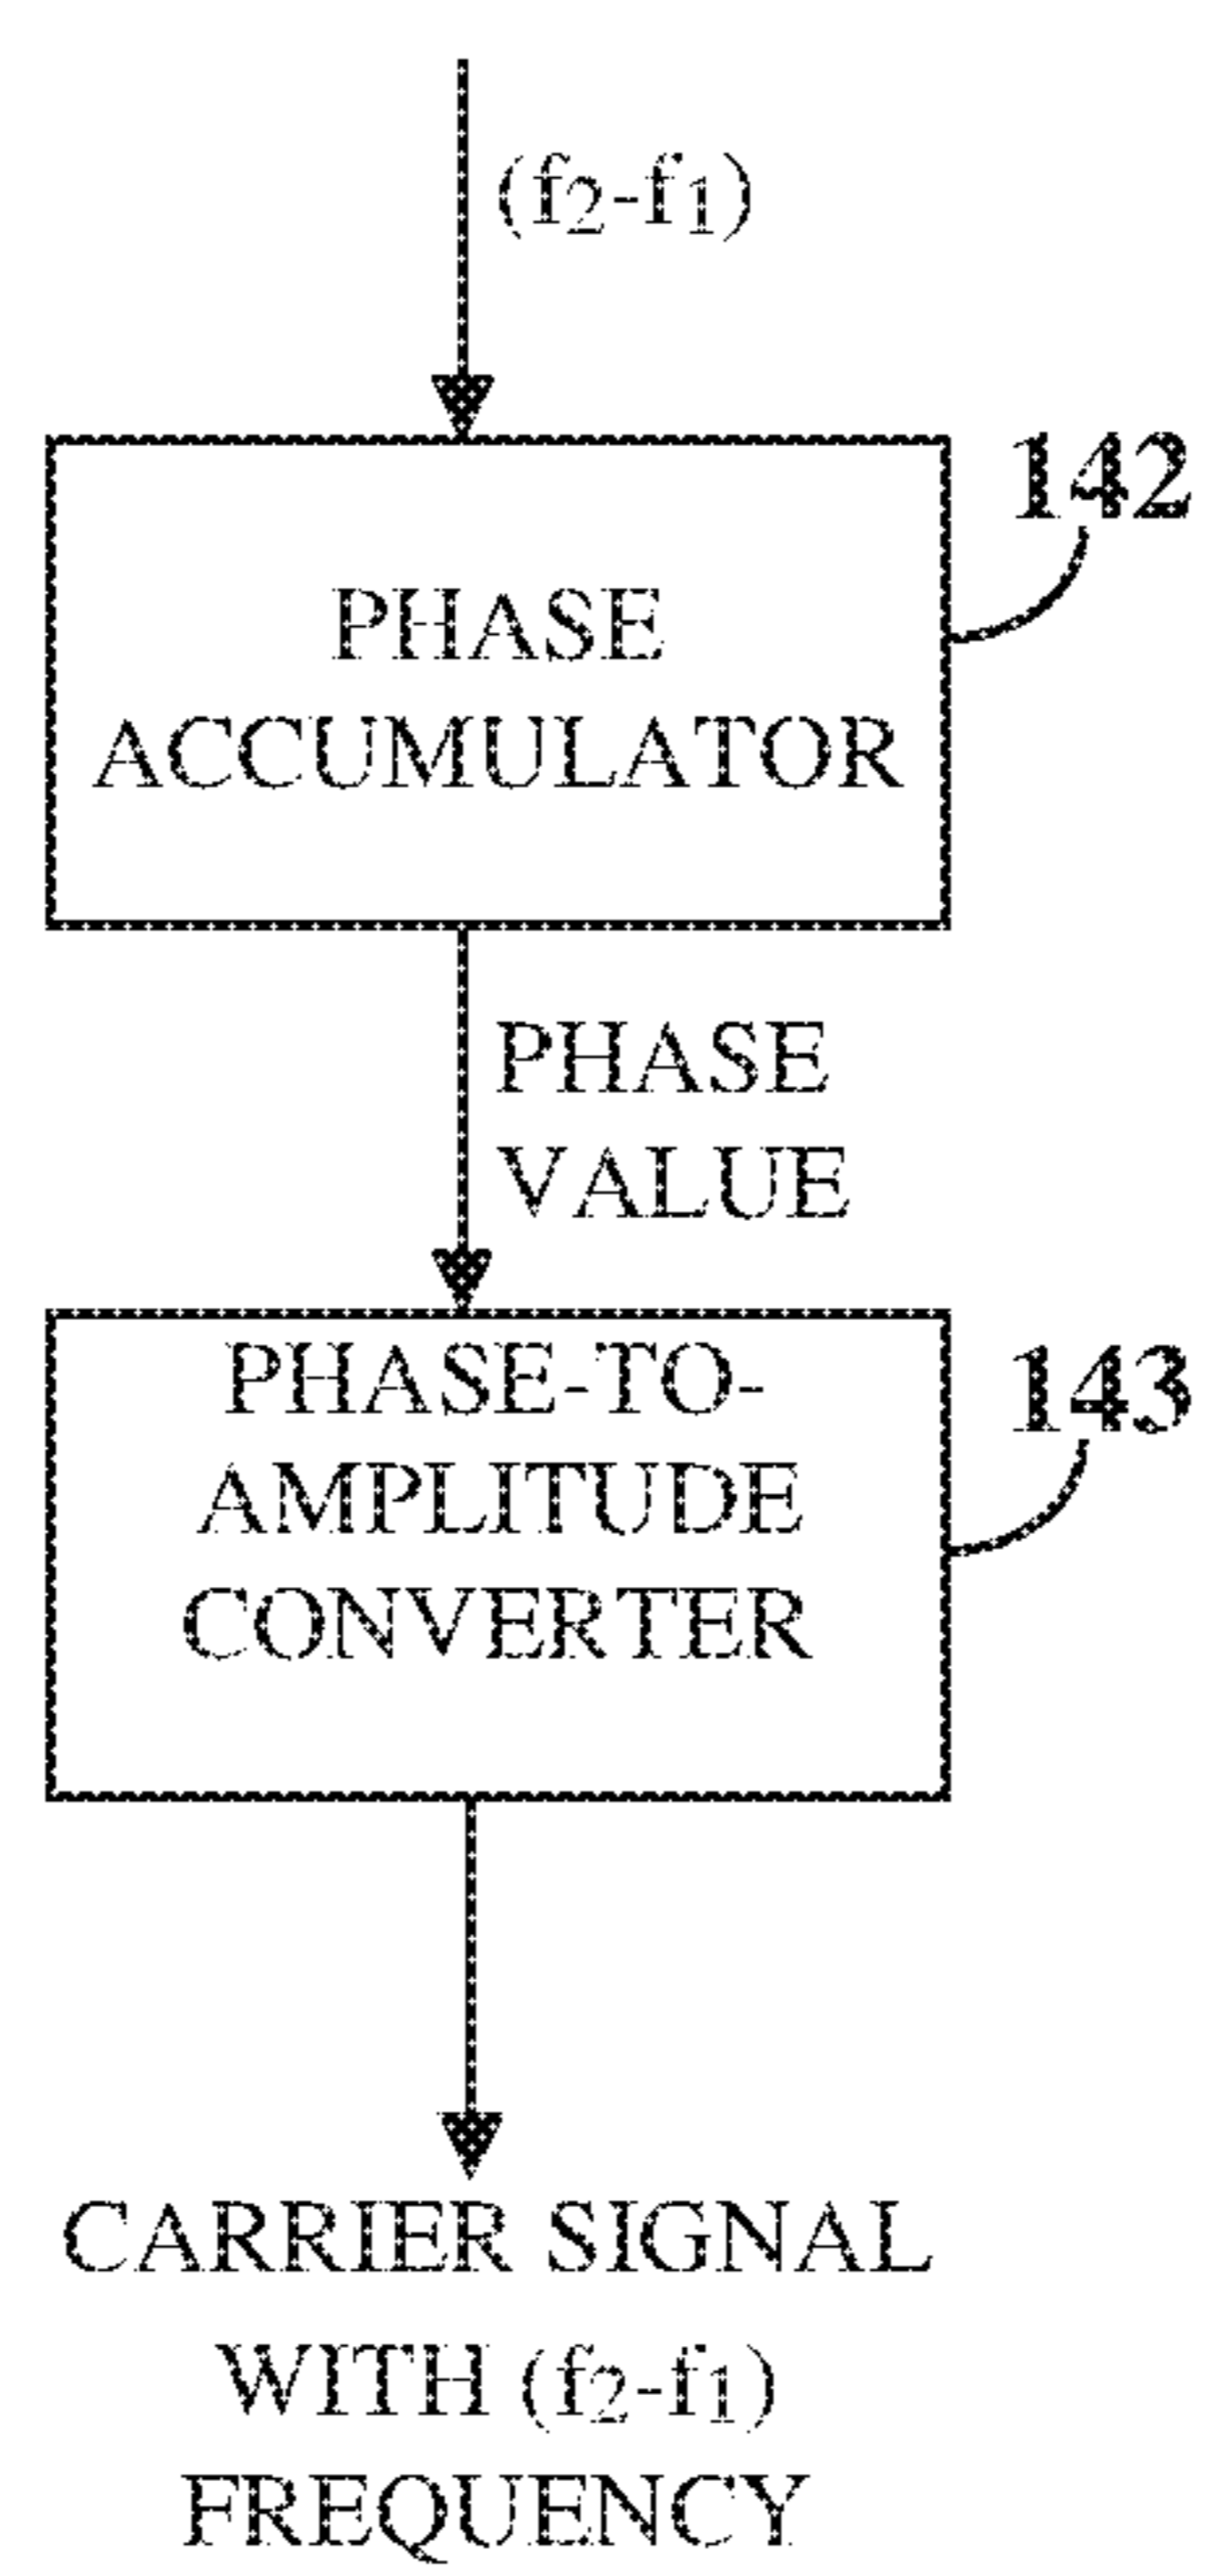 (f₂-f₁)
142
PHASE
ACCUMULATOR
PHASE
VALUE
PHASE-TO-
AMPLITUDE
CONVERTER
143
CARRIER SIGNAL
WITH (f₂-f₁)
FREQUENCY